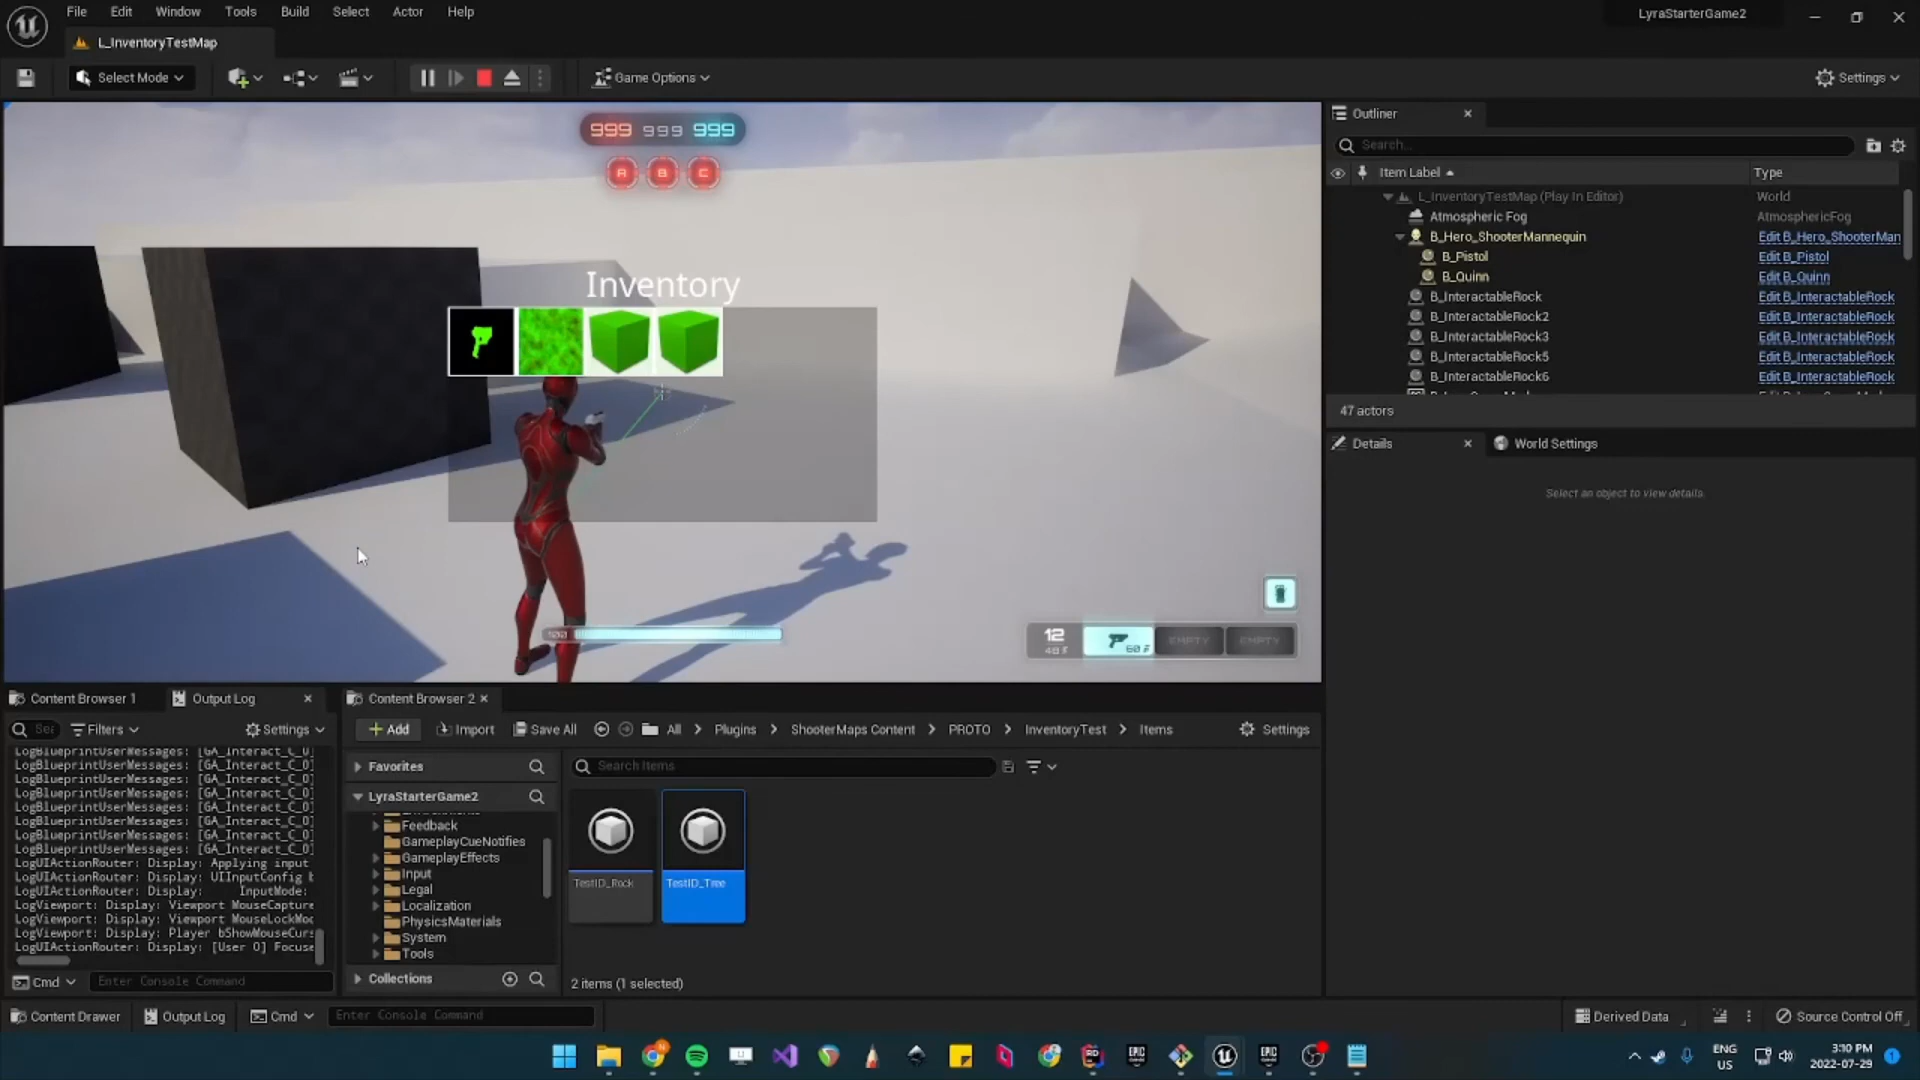 File Edit Window Tools Build Select Actor Help
LyraStarterGame2
L_InventoryTestMap
Select Mode
Game Options
Settings
999 999 999
A B C
Inventory
100
12
48
60
EMPTY EMPTY
Outliner
Search...
Item Label Type
L_InventoryTestMap (Play In Editor) World
Atmospheric Fog AtmosphericFog
B_Hero_ShooterMannequin Edit B_Hero_ShooterMan
B_Pistol Edit B_Pistol
B_Quinn Edit B_Quinn
B_InteractableRock Edit B_InteractableRock
B_InteractableRock2 Edit B_InteractableRock
B_InteractableRock3 Edit B_InteractableRock
B_InteractableRock5 Edit B_InteractableRock
B_InteractableRock6 Edit B_InteractableRock
47 actors
Details World Settings
Select an object to view details.
Content Browser 1 Output Log Content Browser 2
Filters Settings
LogBlueprintUserMessages: [GA_Interact_C_0]
LogBlueprintUserMessages: [GA_Interact_C_0]
LogBlueprintUserMessages: [GA_Interact_C_0]
LogBlueprintUserMessages: [GA_Interact_C_0]
LogBlueprintUserMessages: [GA_Interact_C_0]
LogBlueprintUserMessages: [GA_Interact_C_0]
LogBlueprintUserMessages: [GA_Interact_C_0]
LogBlueprintUserMessages: [GA_Interact_C_0]
LogUIActionRouter: Display: Applying input
LogUIActionRouter: Display: UIInputConfig
LogUIActionRouter: Display: InputMode:
LogViewport: Display: Viewport MouseCapture
LogViewport: Display: Viewport MouseLockMod
LogViewport: Display: Player bShowMouseCurs
LogUIActionRouter: Display: [User 0] Focuse
Cmd Enter Console Command
Add Import Save All All Plugins ShooterMaps Content PROTO InventoryTest Items Settings
Favorites
LyraStarterGame2
Feedback
GameplayCueNotifies
GameplayEffects
Input
Legal
Localization
PhysicsMaterials
System
Tools
Collections
Search Items
TestID_Rock TestID_Tree
2 items (1 selected)
Content Drawer Output Log Cmd Enter Console Command
Derived Data Source Control Off
ENG
US
3:10 PM
2022-07-29